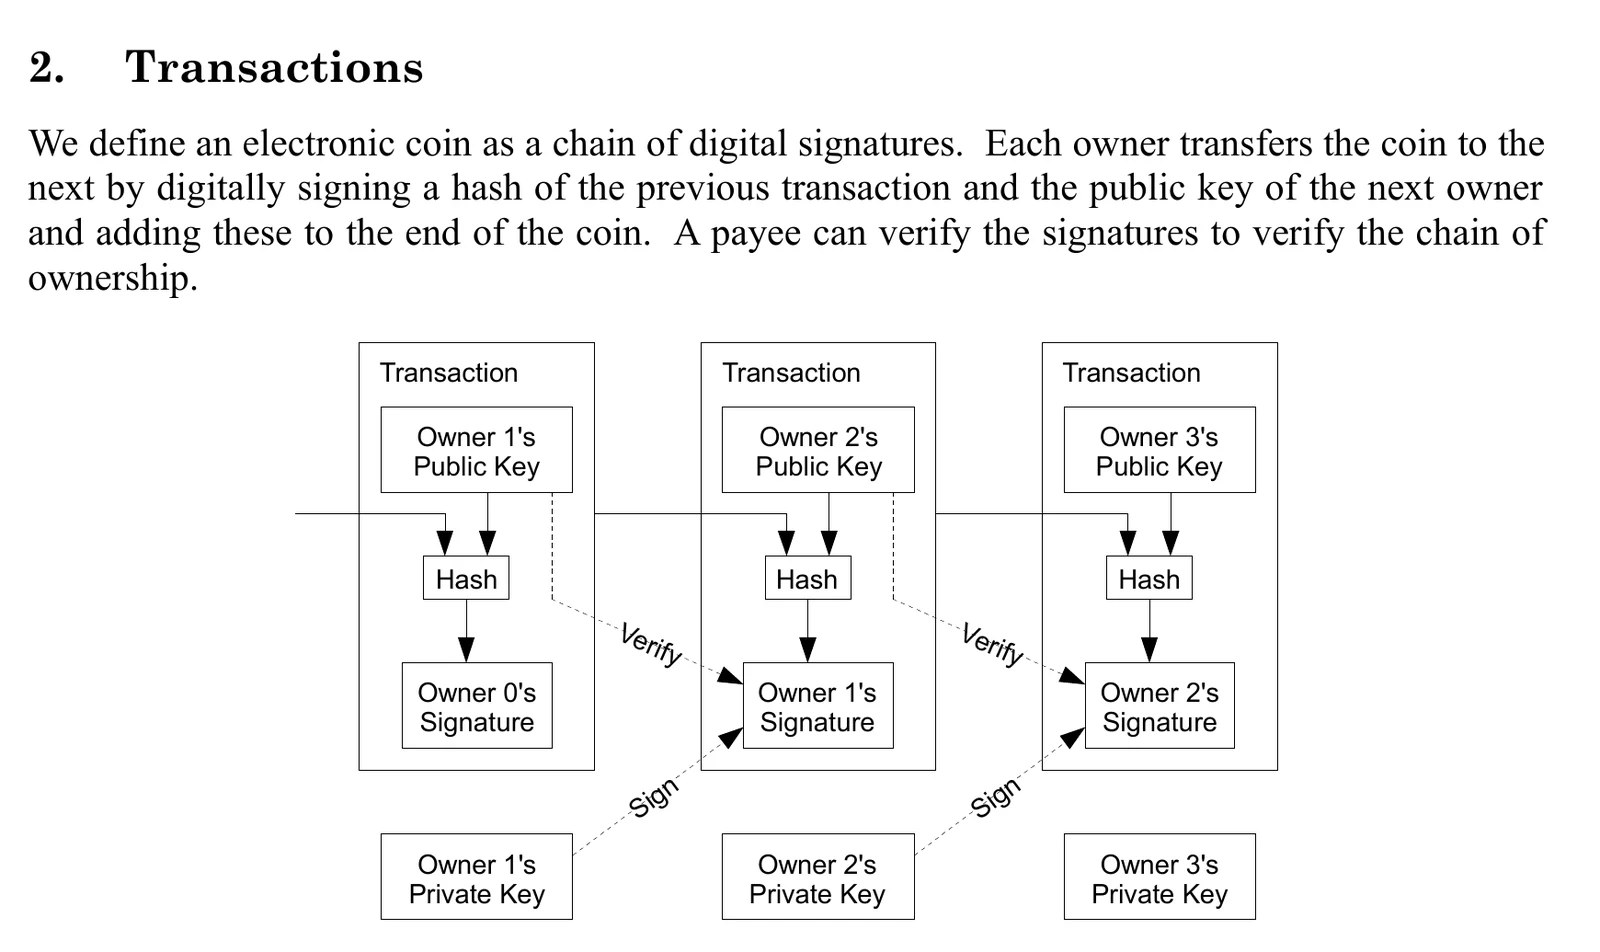 2. Transactions
We define an electronic coin as a chain of digital signatures. Each owner transfers the coin to the
next by digitally signing a hash of the previous transaction and the public key of the next owner
and adding these to the end of the coin. A payee can verify the signatures to verify the chain of
ownership.
Transaction
Owner 1's
Public Key
Hash
Owner 0's
Signature
Transaction
Owner 2's
Public Key
Hash
Owner 1's
Signature
Transaction
Owner 3's
Public Key
Hash
Owner 2's
Signature
Verify
Verify
Sign
Sign
Owner 1's
Private Key
Owner 2's
Private Key
Owner 3's
Private Key